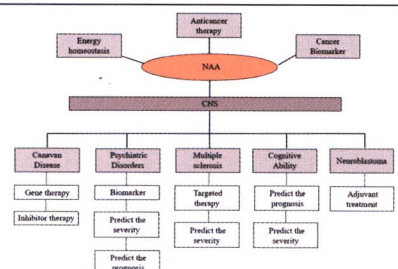 Anticancer
therapy
Energy
homeostasis
Cancer
Biomarker
NAA
CNS
Canavan
Disease
Psychiatric
Disorders
Multiple
sclerosis
Cognitive
Ability
Neuroblastoma
Gene therapy
Biomarker
Targeted
therapy
Predict the
prognosis
Adjuvant
treatment
Inhibitor therapy
Predict the
severity
Predict the
severity
Predict the
severity
Predict the
prognosis